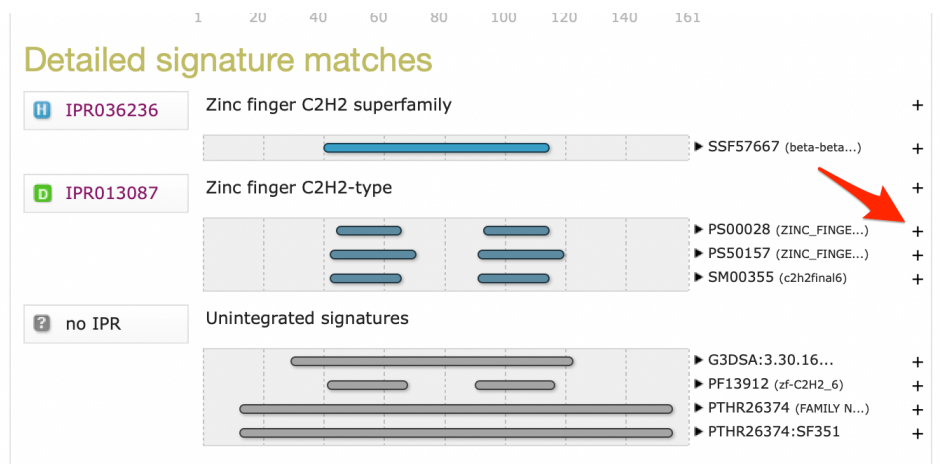 1 20 40 60 80 100 120 140 161
Detailed signature matches
H IPR036236 Zinc finger C2H2 superfamily +
SSF57667 (beta-beta...) +
D IPR013087 Zinc finger C2H2-type +
PS00028 (ZINC_FINGE...) +
PS50157 (ZINC_FINGE...) +
SM00355 (c2h2final6) +
? no IPR Unintegrated signatures
G3DSA:3.30.16... +
PF13912 (zf-C2H2_6) +
PTHR26374 (FAMILY N...) +
PTHR26374:SF351 +